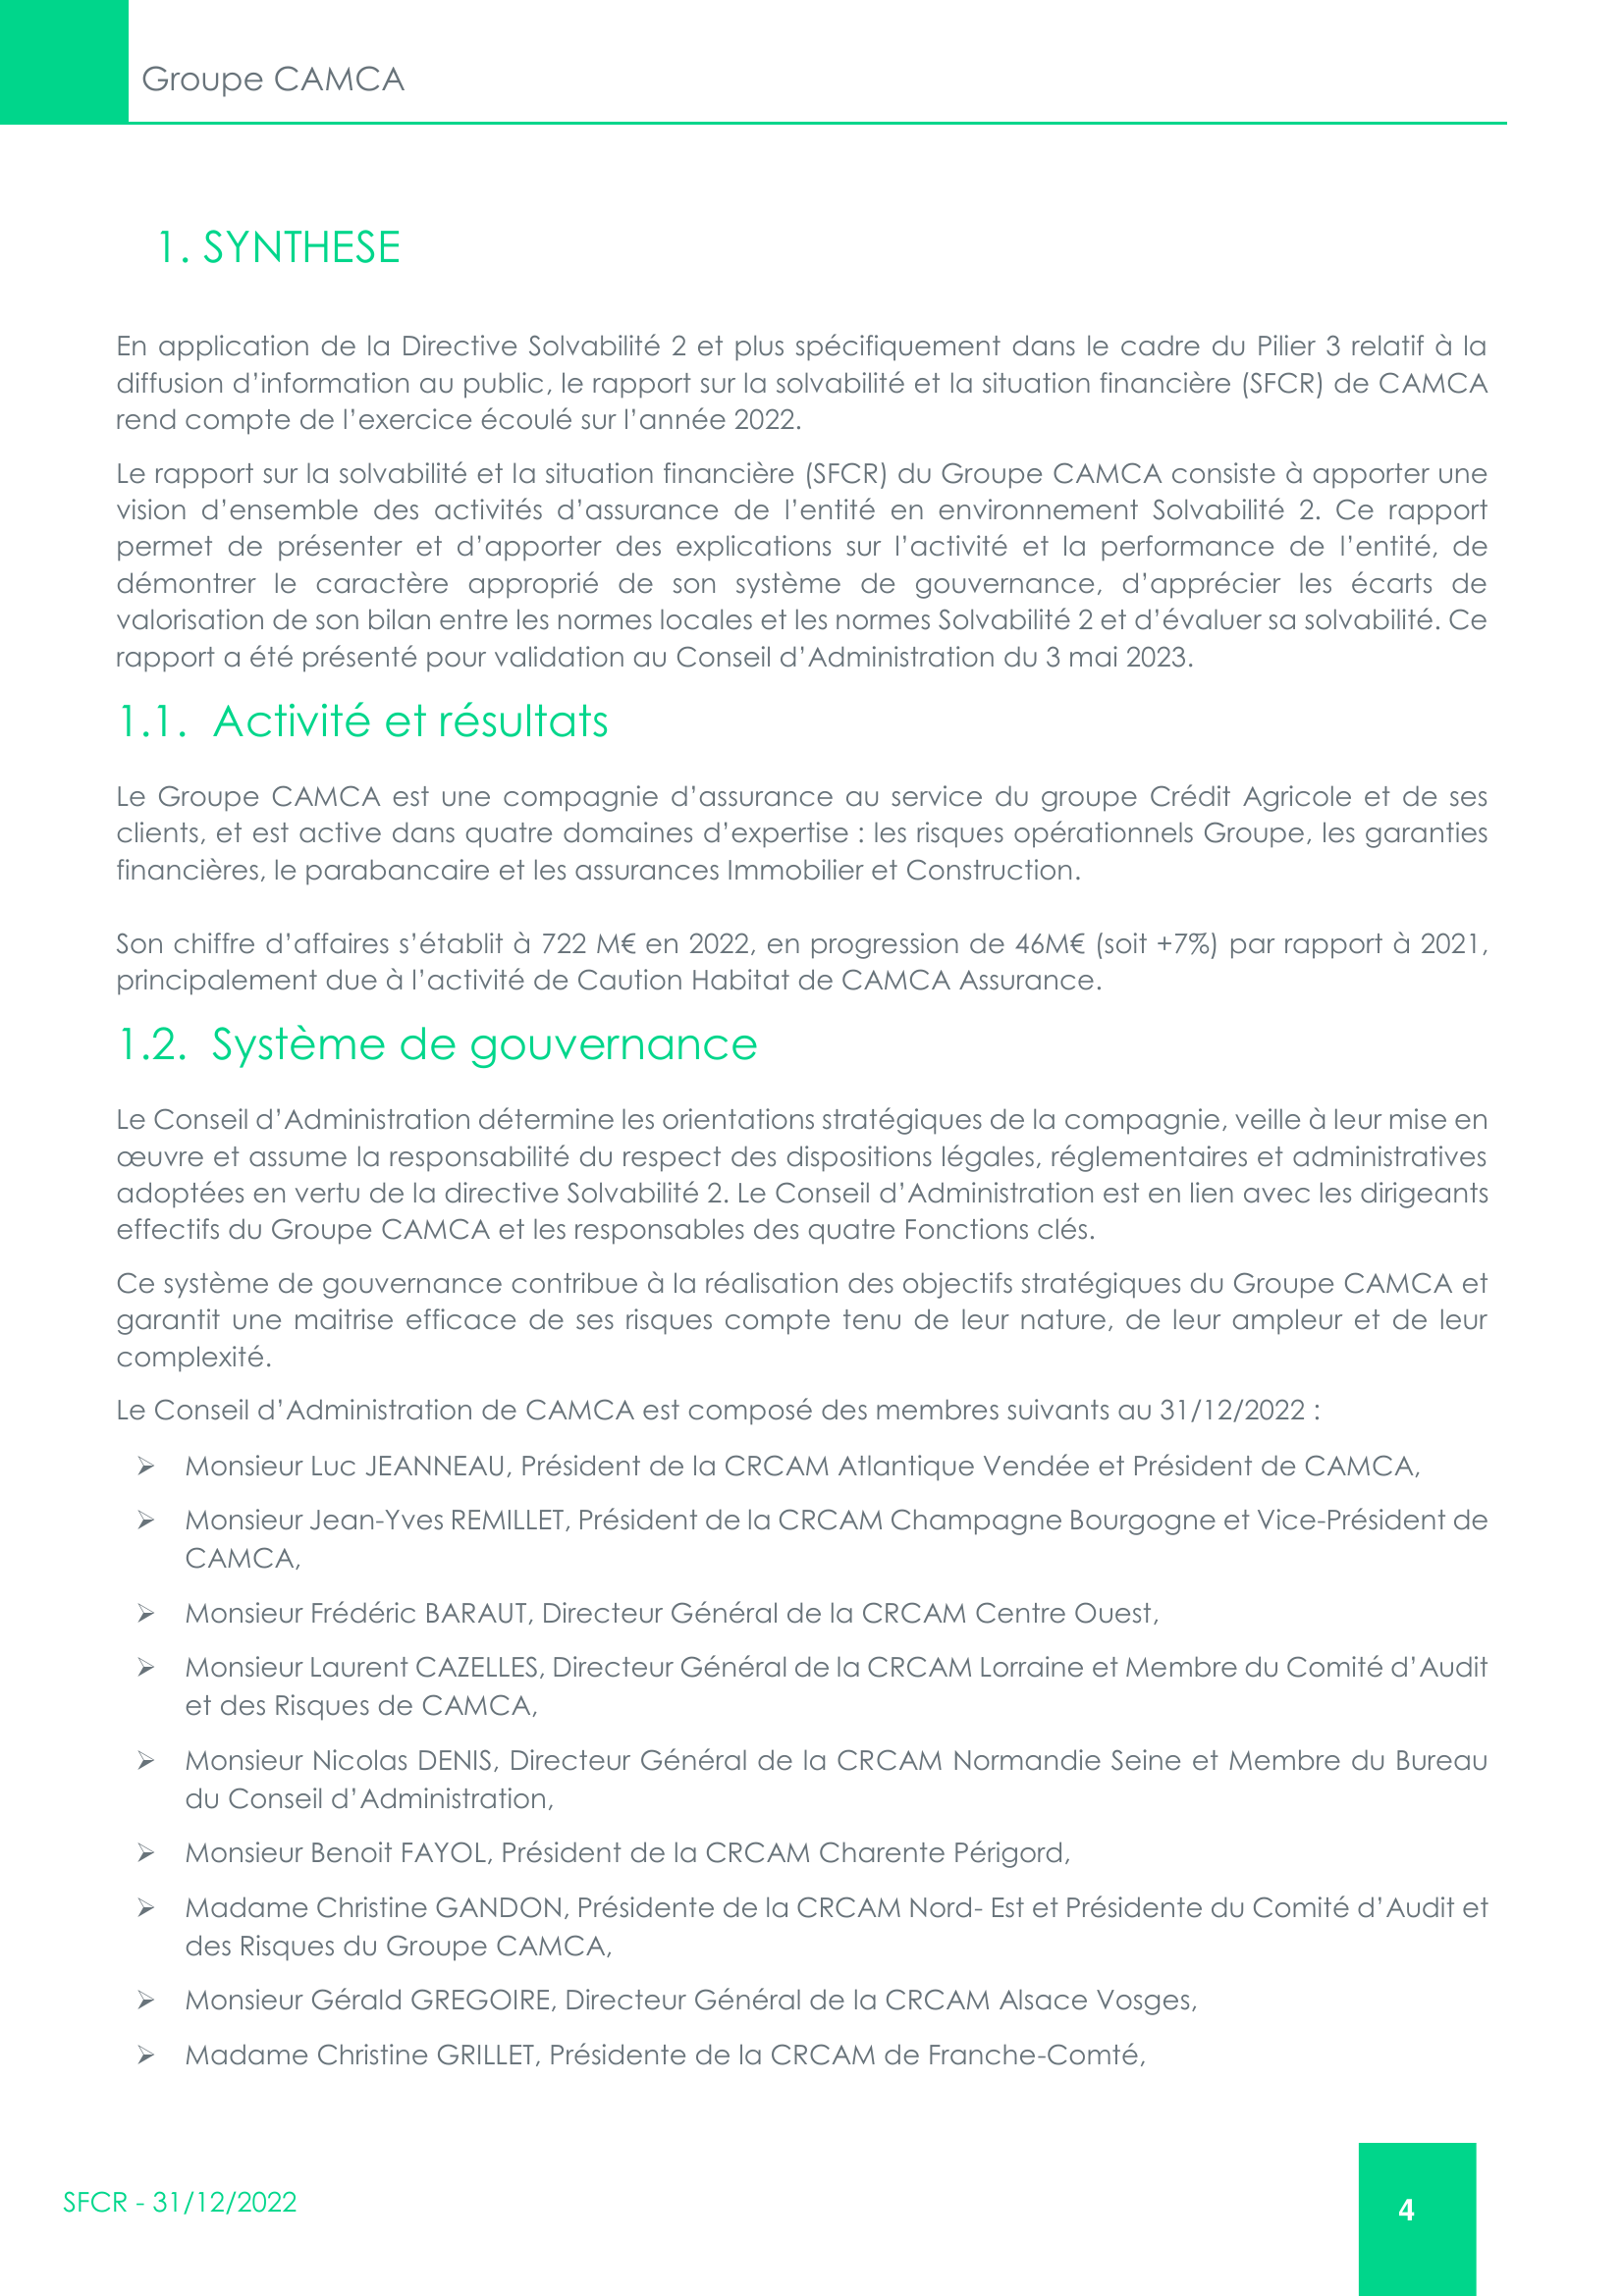 Groupe CAMCA
1. SYNTHESE
En application de la Directive Solvabilité 2 et plus spécifiquement dans le cadre du Pilier 3 relatif à la
diffusion d’information au public, le rapport sur la solvabilité et la situation financière (SFCR) de CAMCA
rend compte de l’exercice écoulé sur l’année 2022.
Le rapport sur la solvabilité et la situation financière (SFCR) du Groupe CAMCA consiste à apporter une
vision d’ensemble des activités d’assurance de l’entité en environnement Solvabilité 2. Ce rapport
permet de présenter et d’apporter des explications sur l’activité et la performance de l’entité, de
démontrer le caractère approprié de son système de gouvernance, d’apprécier les écarts de
valorisation de son bilan entre les normes locales et les normes Solvabilité 2 et d’évaluer sa solvabilité. Ce
rapport a été présenté pour validation au Conseil d’Administration du 3 mai 2023.
1.1. Activité et résultats
Le Groupe CAMCA est une compagnie d’assurance au service du groupe Crédit Agricole et de ses
clients, et est active dans quatre domaines d’expertise : les risques opérationnels Groupe, les garanties
financières, le parabancaire et les assurances Immobilier et Construction.
Son chiffre d’affaires s’établit à 722 M€ en 2022, en progression de 46M€ (soit +7%) par rapport à 2021,
principalement due à l’activité de Caution Habitat de CAMCA Assurance.
1.2. Système de gouvernance
Le Conseil d’Administration détermine les orientations stratégiques de la compagnie, veille à leur mise en
œuvre et assume la responsabilité du respect des dispositions légales, réglementaires et administratives
adoptées en vertu de la directive Solvabilité 2. Le Conseil d’Administration est en lien avec les dirigeants
effectifs du Groupe CAMCA et les responsables des quatre Fonctions clés.
Ce système de gouvernance contribue à la réalisation des objectifs stratégiques du Groupe CAMCA et
garantit une maitrise efficace de ses risques compte tenu de leur nature, de leur ampleur et de leur
complexité.
Le Conseil d’Administration de CAMCA est composé des membres suivants au 31/12/2022 :
➢ Monsieur Luc JEANNEAU, Président de la CRCAM Atlantique Vendée et Président de CAMCA,
➢ Monsieur Jean-Yves REMILLET, Président de la CRCAM Champagne Bourgogne et Vice-Président de
CAMCA,
➢ Monsieur Frédéric BARAUT, Directeur Général de la CRCAM Centre Ouest,
➢ Monsieur Laurent CAZELLES, Directeur Général de la CRCAM Lorraine et Membre du Comité d’Audit
et des Risques de CAMCA,
➢ Monsieur Nicolas DENIS, Directeur Général de la CRCAM Normandie Seine et Membre du Bureau
du Conseil d’Administration,
➢ Monsieur Benoit FAYOL, Président de la CRCAM Charente Périgord,
➢ Madame Christine GANDON, Présidente de la CRCAM Nord- Est et Présidente du Comité d’Audit et
des Risques du Groupe CAMCA,
➢ Monsieur Gérald GREGOIRE, Directeur Général de la CRCAM Alsace Vosges,
➢ Madame Christine GRILLET, Présidente de la CRCAM de Franche-Comté,
SFCR - 31/12/2022
4